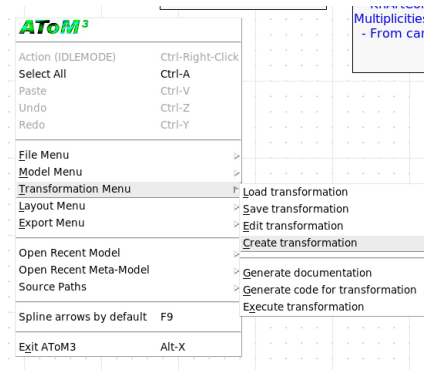 Multiplicities
- From car
AToM3
Action (IDLEMODE) Ctrl-Right-Click
Select All Ctrl-A
Paste Ctrl-V
Undo Ctrl-Z
Redo Ctrl-Y
File Menu
Model Menu
Transformation Menu
Layout Menu
Export Menu
Open Recent Model
Open Recent Meta-Model
Source Paths
Spline arrows by default F9
Exit AToM3 Alt-X
Load transformation
Save transformation
Edit transformation
Create transformation
Generate documentation
Generate code for transformation
Execute transformation